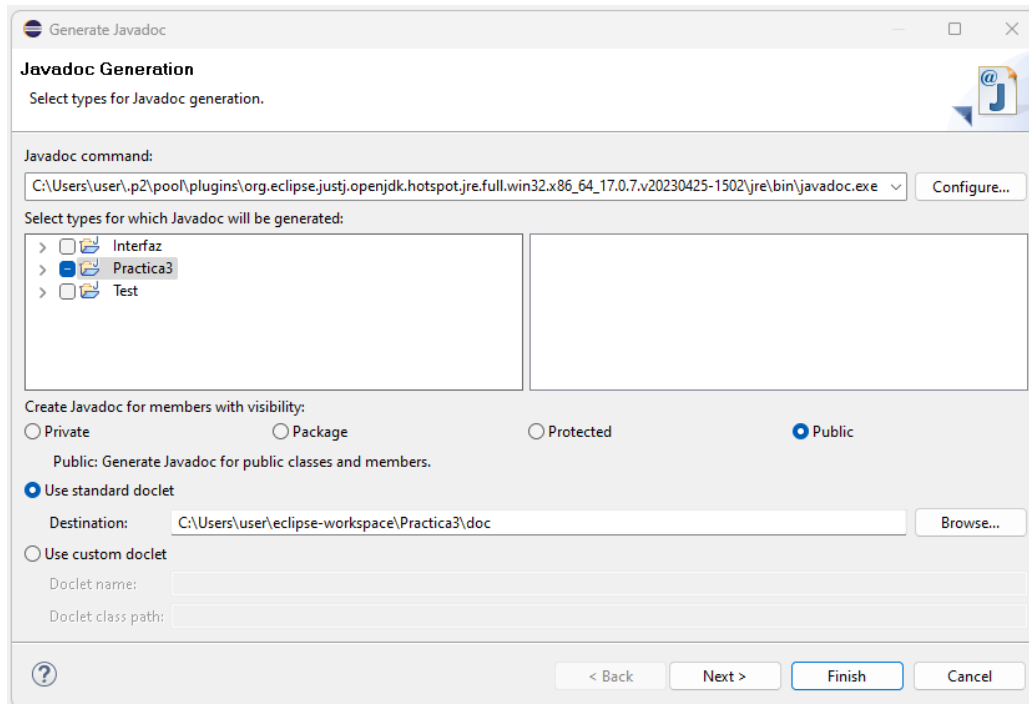 Generate Javadoc
Javadoc Generation
Select types for Javadoc generation.
Javadoc command:
C:\Users\user\.p2\pool\plugins\org.eclipse.justj.openjdk.hotspot.jre.full.win32.x86_64_17.0.7.v20230425-1502\jre\bin\javadoc.exe
Configure...
Select types for which Javadoc will be generated:
Interfaz
Practica3
Test
Create Javadoc for members with visibility:
Private Package Protected Public
Public: Generate Javadoc for public classes and members.
Use standard doclet
Destination: C:\Users\user\eclipse-workspace\Practica3\doc Browse...
Use custom doclet
Doclet name:
Doclet class path:
< Back Next > Finish Cancel